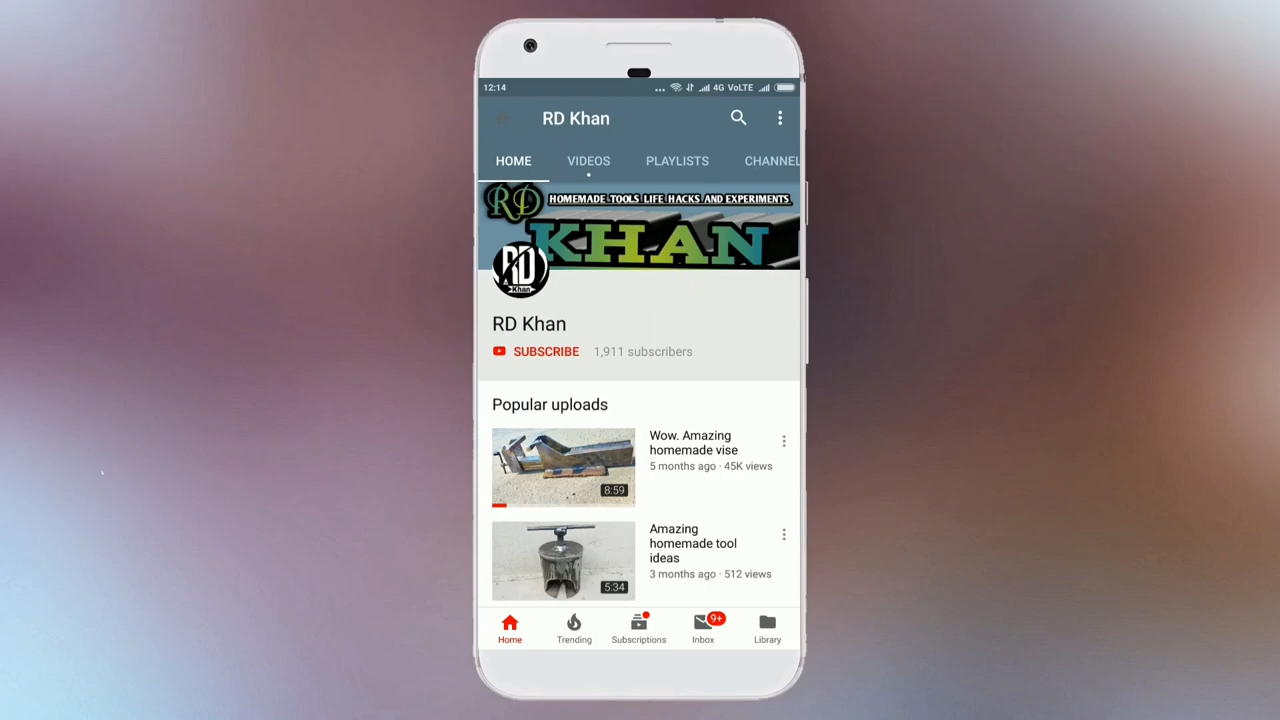 12:14
4G VoLTE
RD Khan
HOME VIDEOS PLAYLISTS CHANNEL
RD HOMEMADE TOOLS LIFE HACKS AND EXPERIMENTS.
KHAN
RD
Khan
RD Khan
SUBSCRIBE 1,911 subscribers
Popular uploads
Wow. Amazing
homemade vise
5 months ago · 45K views
8:59
Amazing
homemade tool
ideas
3 months ago · 512 views
5:34
9+
Home Trending Subscriptions Inbox Library